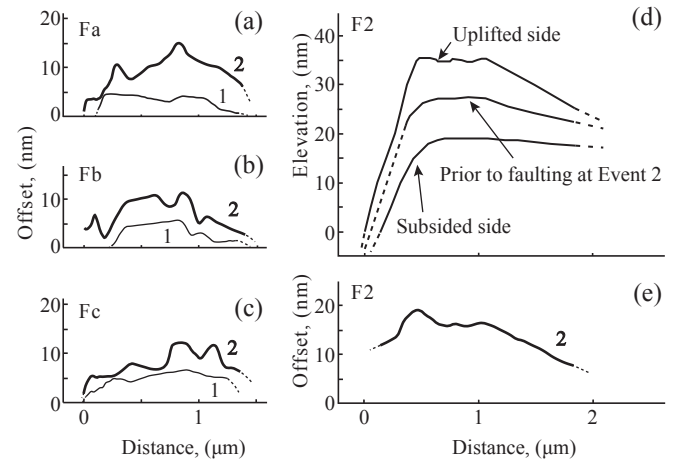 Fa
(a)
20
10
0
2
1
Fb
(b)
20
10
0
2
1
Fc
(c)
20
10
0
2
1
0
1
Offset, (nm)
Distance, (μm)
F2
(d)
40
30
20
10
0
Elevation, (nm)
Uplifted side
Prior to faulting at Event 2
Subsided side
F2
(e)
20
10
0
2
Offset, (nm)
0
1
2
Distance, (μm)